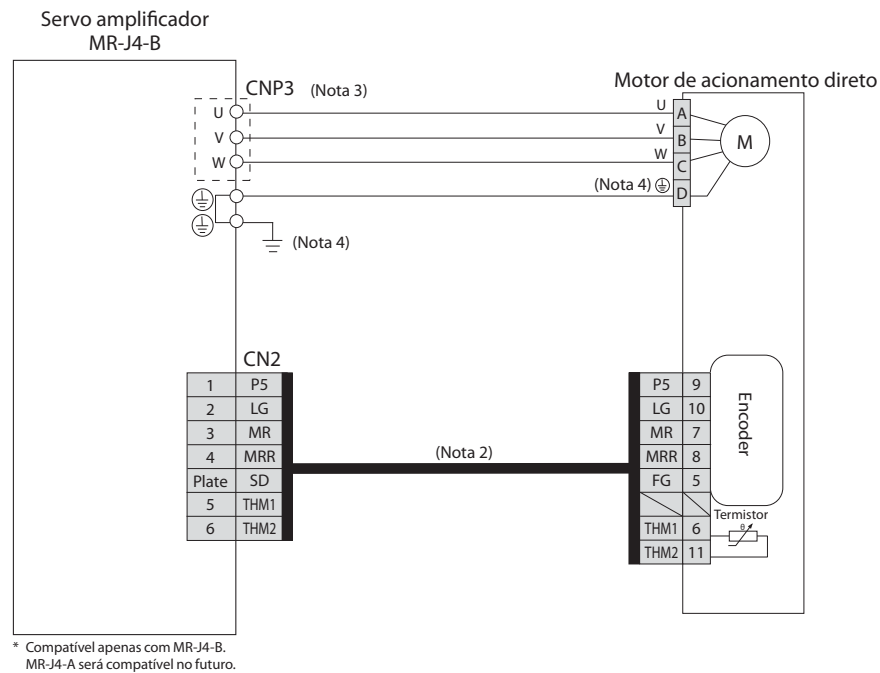 Servo amplificador
MR-J4-B
CNP3 (Nota 3)
Motor de acionamento direto
U U A
V V B
W W C
M
(Nota 4) D
(Nota 4)
CN2
1 P5
2 LG
3 MR
4 MRR
Plate SD
5 THM1
6 THM2
(Nota 2)
P5 9
LG 10
MR 7
MRR 8
FG 5
THM1 6
THM2 11
Encoder
Termistor
θ
* Compatível apenas com MR-J4-B.
MR-J4-A será compatível no futuro.